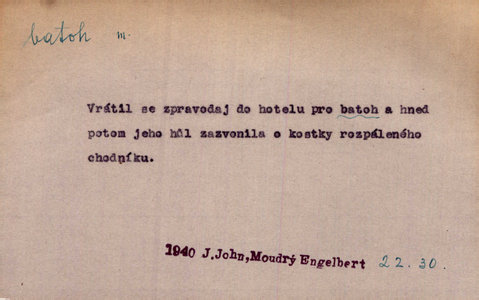 batoh m.
Vrátil se zpravodaj do hotelu pro batoh a hned
potom jeho hůl zazvonila o kostky rozpáleného
chodníku.
1940 J.John,Moudrý Engelbert 22.30.